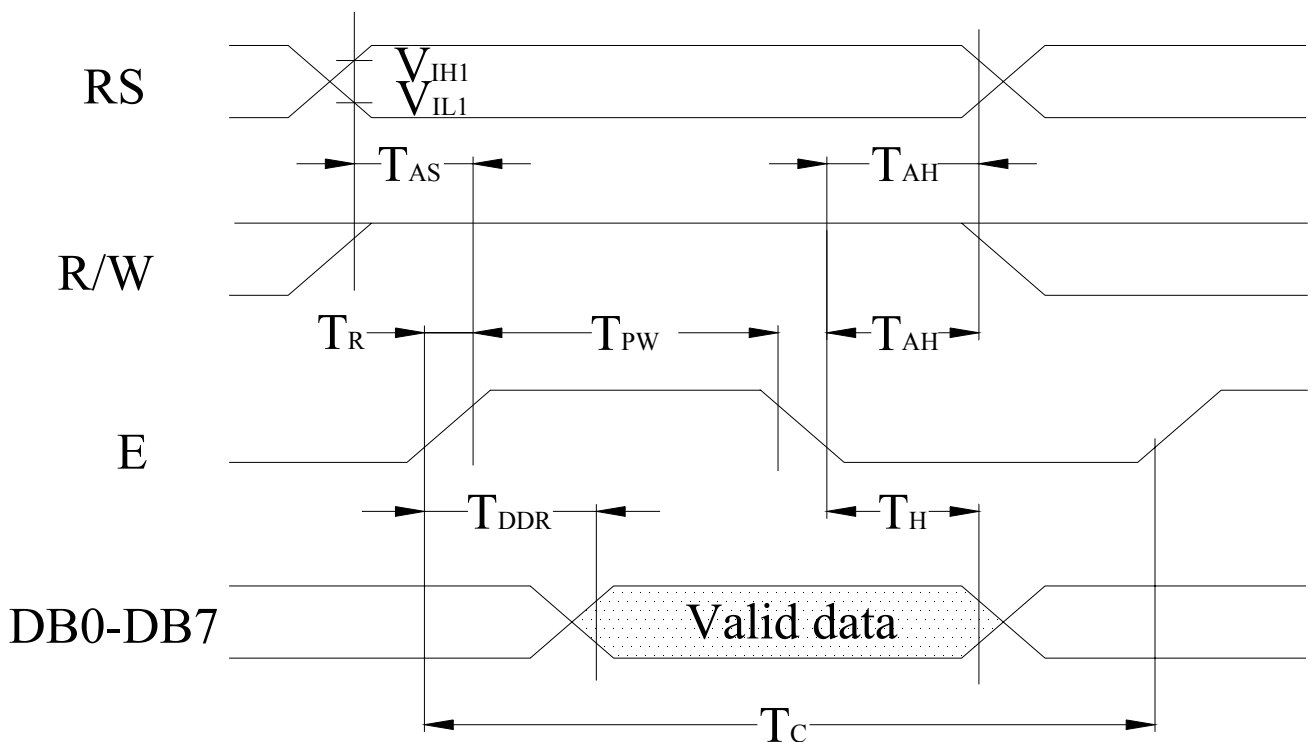 RS
VIH1
VIL1
TAS
TAH
R/W
TR
TPW
TAH
E
TDDR
TH
DB0-DB7
Valid data
TC